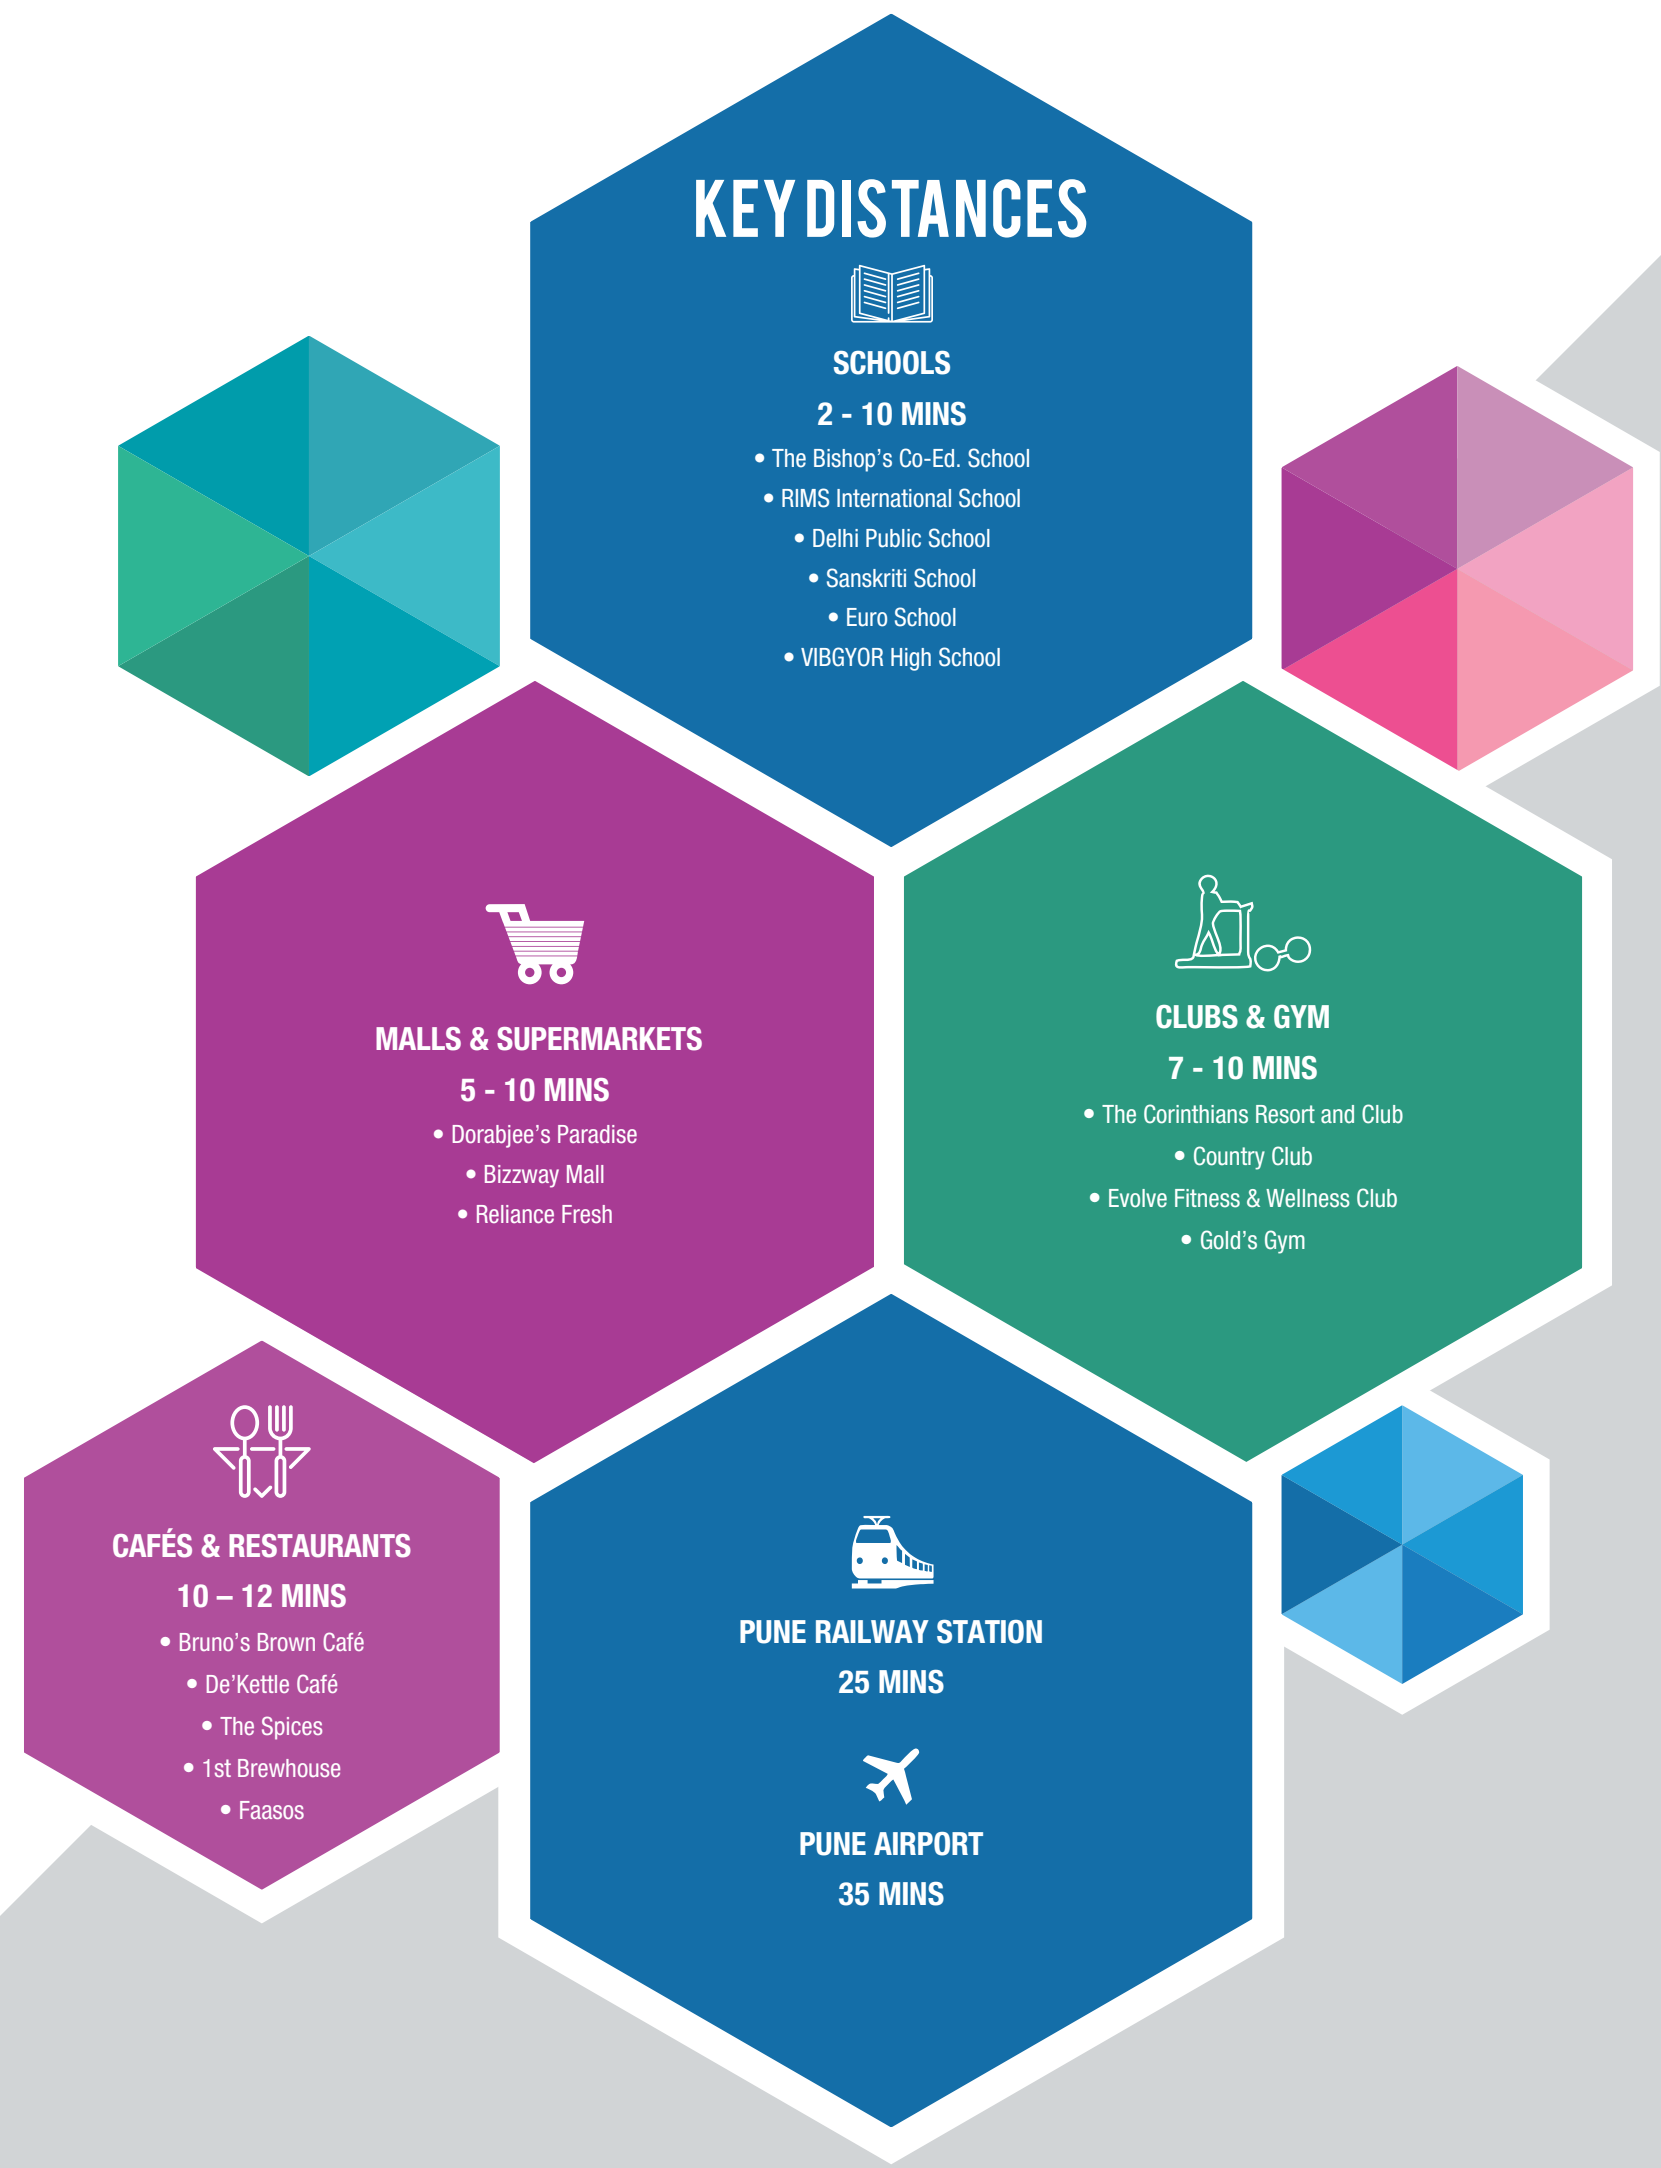 KEY DISTANCES
SCHOOLS
2 - 10 MINS
• The Bishop's Co-Ed. School
• RIMS International School
• Delhi Public School
• Sanskriti School
• Euro School
• VIBGYOR High School
MALLS & SUPERMARKETS
5 - 10 MINS
• Dorabjee's Paradise
• Bizzway Mall
• Reliance Fresh
CLUBS & GYM
7 - 10 MINS
• The Corinthians Resort and Club
• Country Club
• Evolve Fitness & Wellness Club
• Gold's Gym
CAFÉS & RESTAURANTS
10 – 12 MINS
• Bruno's Brown Café
• De'Kettle Café
• The Spices
• 1st Brewhouse
• Faasos
PUNE RAILWAY STATION
25 MINS
PUNE AIRPORT
35 MINS